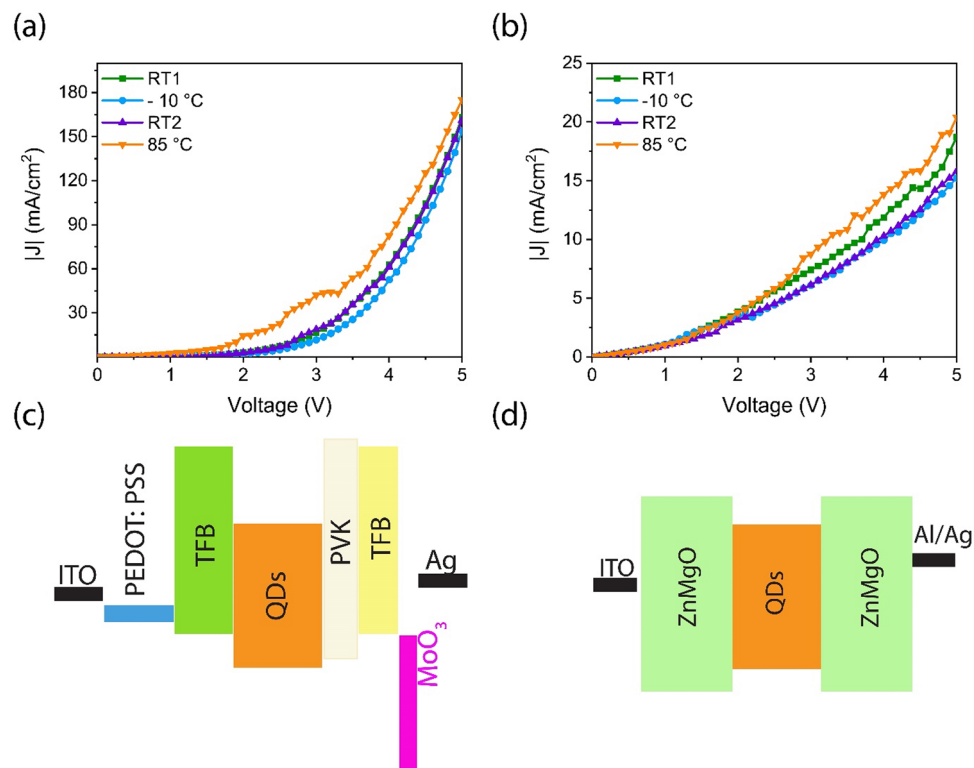 (a)
RT1
- 10 °C
RT2
85 °C
180
150
120
90
60
30
0
1
2
3
4
5
|J| (mA/cm²)
Voltage (V)
(b)
RT1
-10 °C
RT2
85 °C
25
20
15
10
5
0
0
1
2
3
4
5
|J| (mA/cm²)
Voltage (V)
(c)
ITO
PEDOT: PSS
TFB
QDs
PVK
TFB
MoO₃
Ag
(d)
ITO
ZnMgO
QDs
ZnMgO
Al/Ag